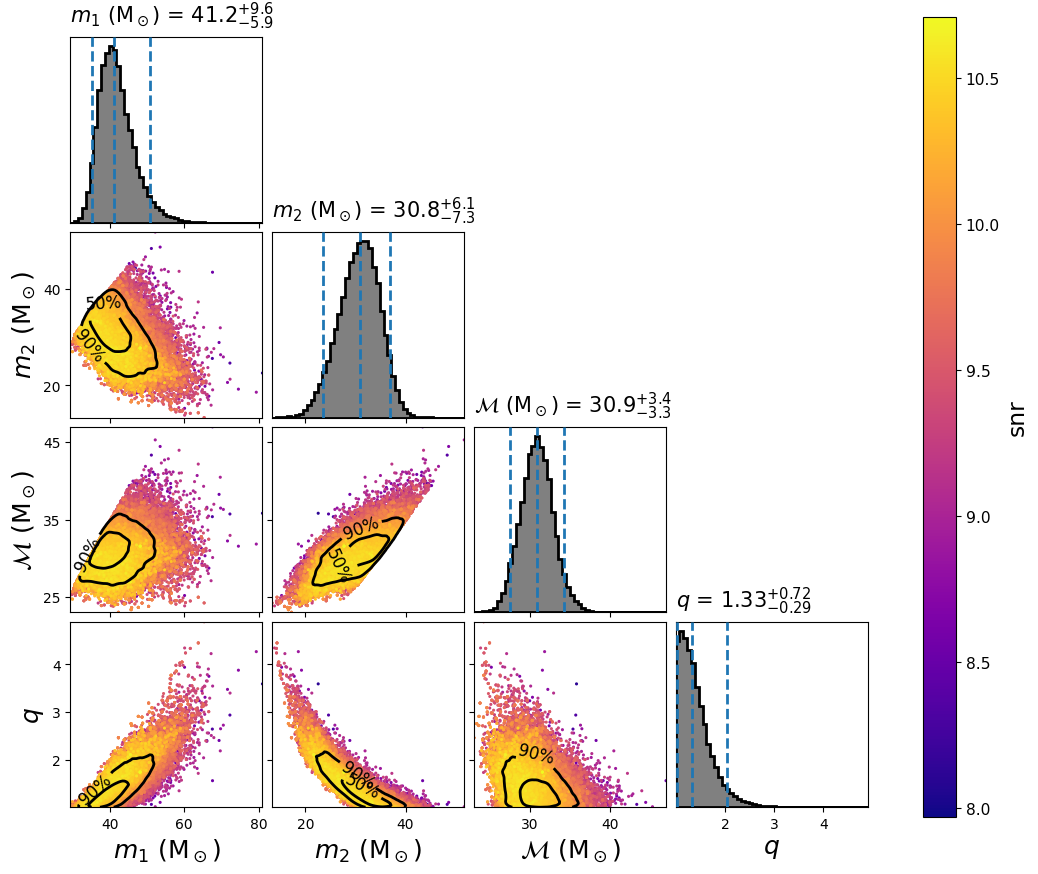 m₁ (M⊙) = 41.2 +9.6 −5.9
10.5
m₂ (M⊙) = 30.8 +6.1 −7.3
10.0
50%
90%
40
20
m₂ (M⊙)
9.5
ℳ (M⊙) = 30.9 +3.4 −3.3
snr
45
35
25
ℳ (M⊙)
90%
90%
50%
9.0
q = 1.33 +0.72 −0.29
8.5
4
3
2
q
90%
90%
50%
90%
8.0
40 60 80
20 40
30 40
2 3 4
m₁ (M⊙)
m₂ (M⊙)
ℳ (M⊙)
q